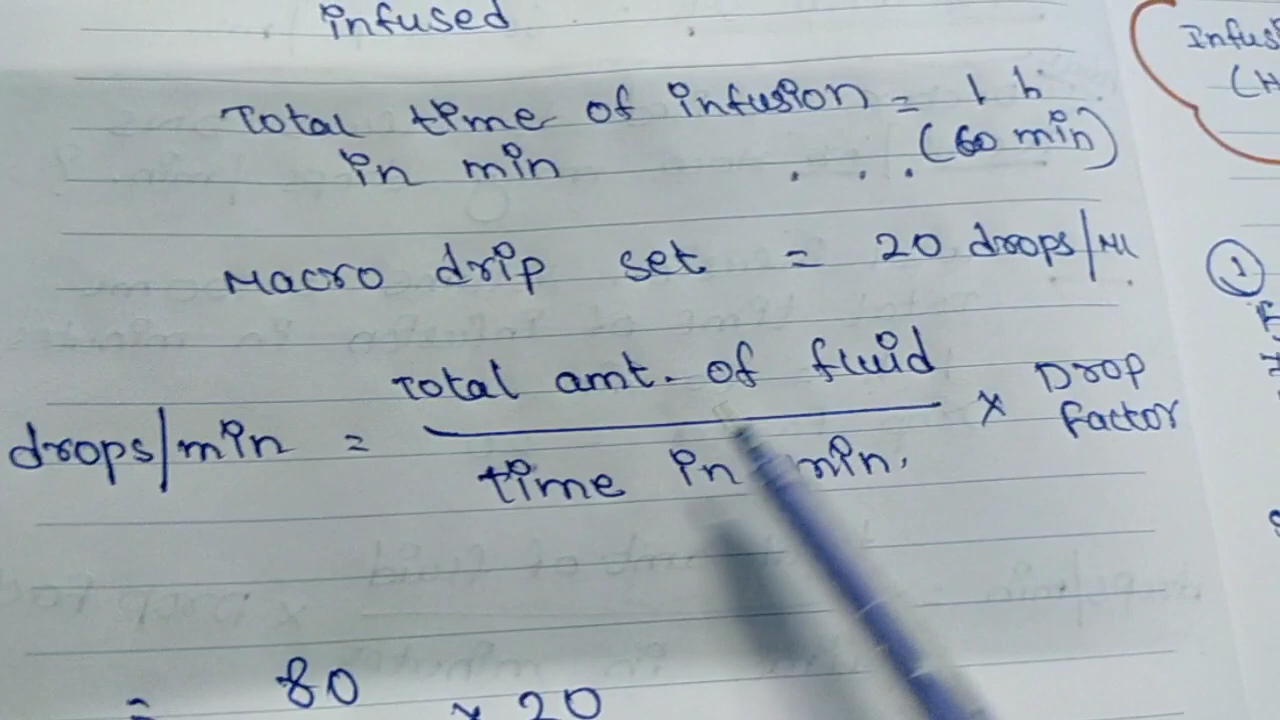 infused
Total time of infusion = 1 h
in min ... (60 min)
Macro drip set = 20 drops/ml
drops/min = Total amt. of fluid × Drop
time in min. factor
= 80 × 20
(H
1